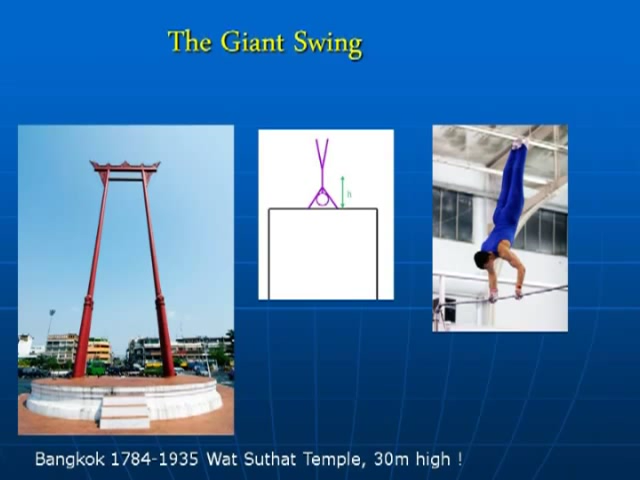 The Giant Swing
h
Bangkok 1784-1935 Wat Suthat Temple, 30m high !